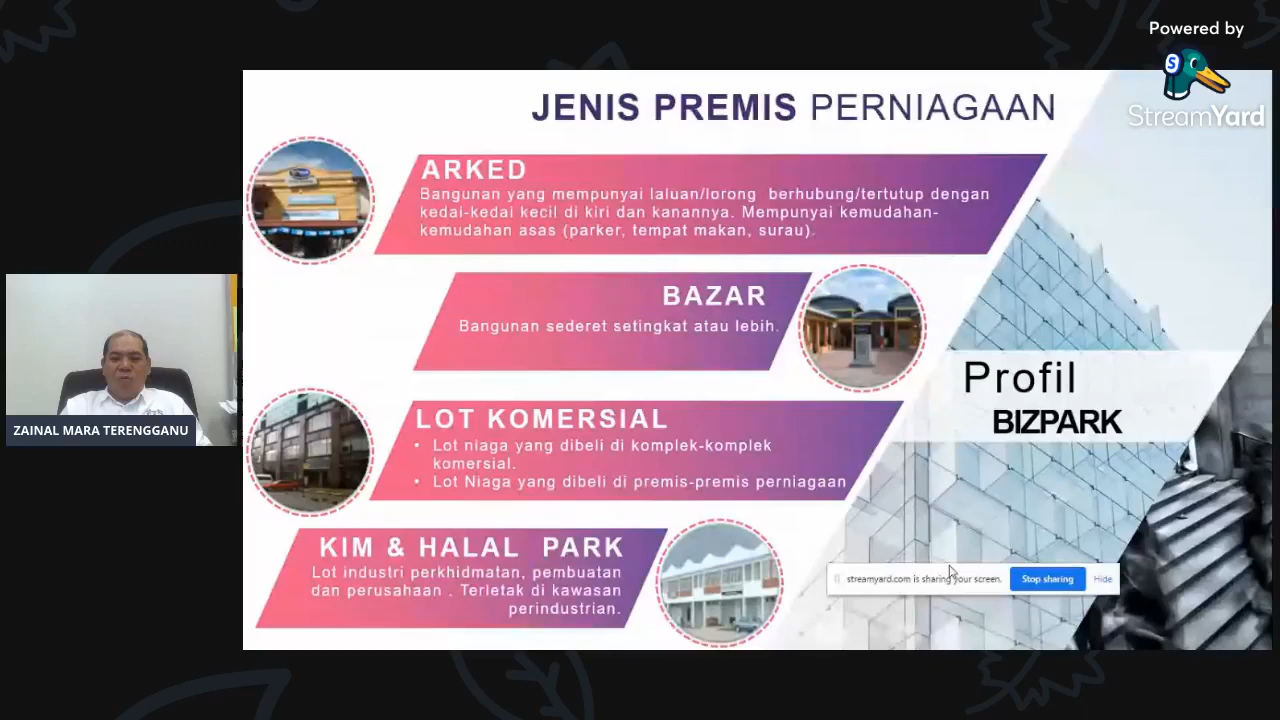 Powered by
StreamYard
JENIS PREMIS PERNIAGAAN
ARKED
Bangunan yang mempunyai laluan/lorong berhubung/tertutup dengan
kedai-kedai kecil di kiri dan kanannya. Mempunyai kemudahan-
kemudahan asas (parker, tempat makan, surau).
BAZAR
Bangunan sederet setingkat atau lebih.
Profil
BIZPARK
LOT KOMERSIAL
• Lot niaga yang dibeli di komplek-komplek
komersial.
• Lot Niaga yang dibeli di premis-premis perniagaan
KIM & HALAL PARK
Lot industri perkhidmatan, pembuatan
dan perusahaan . Terletak di kawasan
perindustrian.
ZAINAL MARA TERENGGANU
streamyard.com is sharing your screen.
Stop sharing
Hide